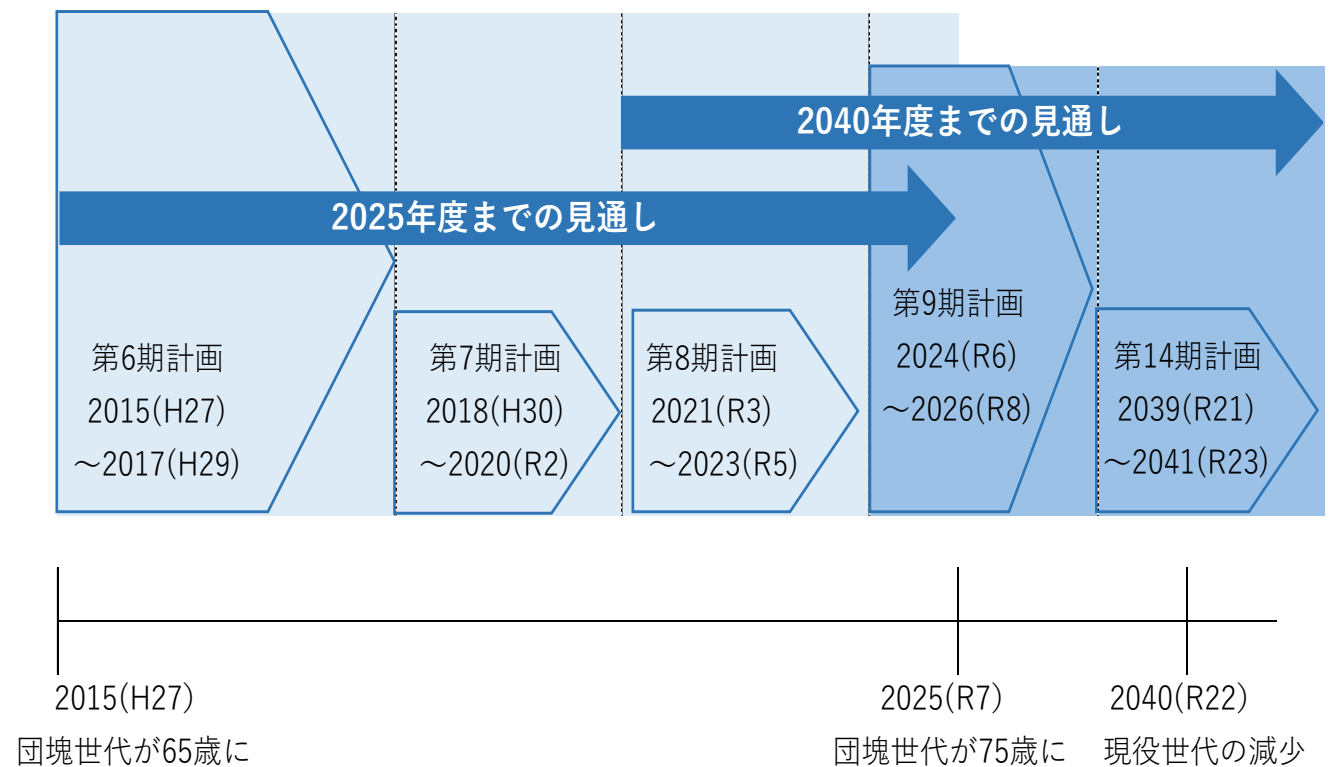 2040年度までの見通し
2025年度までの見通し
第6期計画
2015(H27)
～2017(H29)
第7期計画
2018(H30)
～2020(R2)
第8期計画
2021(R3)
～2023(R5)
第9期計画
2024(R6)
～2026(R8)
第14期計画
2039(R21)
～2041(R23)
2015(H27)
団塊世代が65歳に
2025(R7)
団塊世代が75歳に
2040(R22)
現役世代の減少